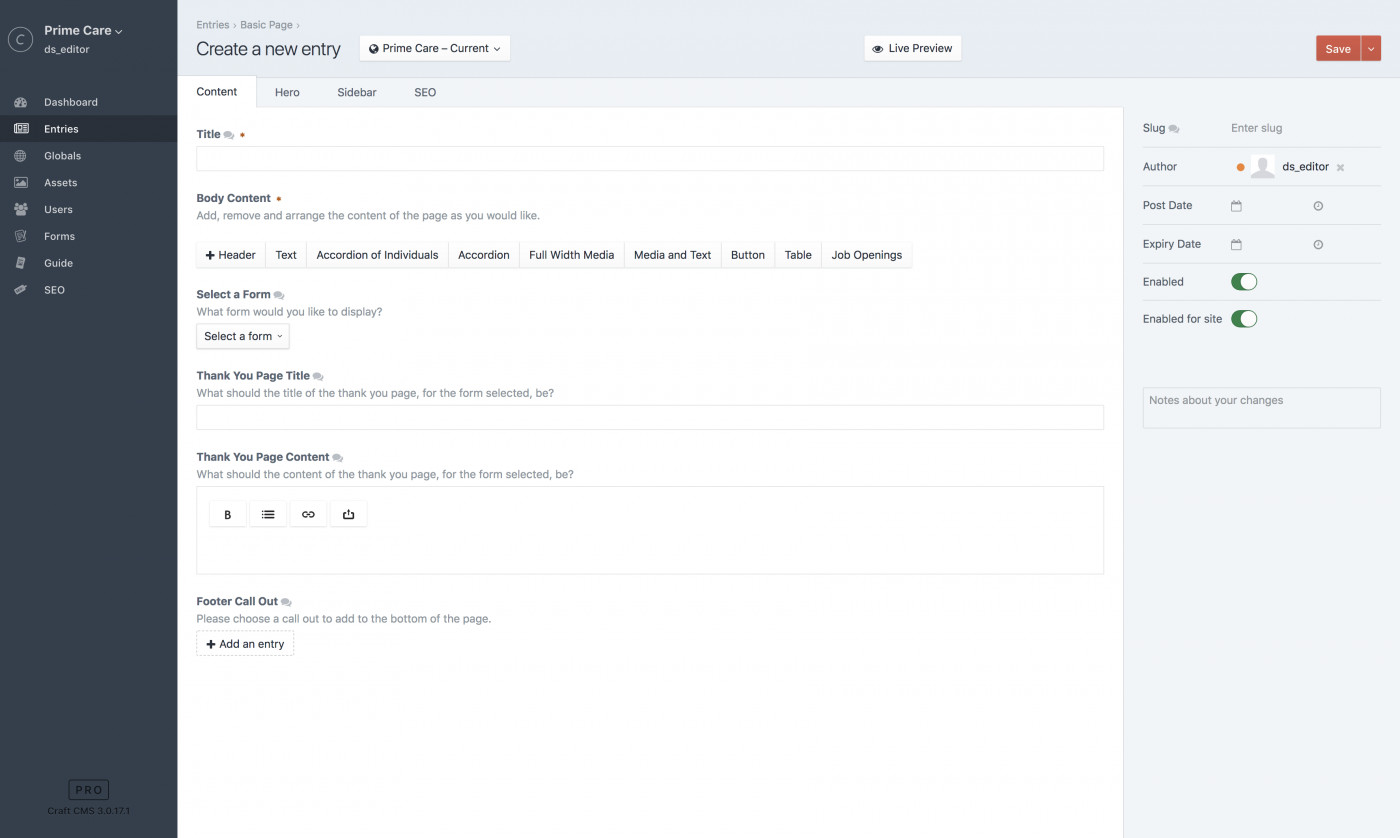 C
Prime Care
ds_editor
Dashboard
Entries
Globals
Assets
Users
Forms
Guide
SEO
PRO
Craft CMS 3.0.17.1
Entries › Basic Page ›
Create a new entry
Prime Care – Current
Live Preview
Save
Content Hero Sidebar SEO
Title
Body Content
Add, remove and arrange the content of the page as you would like.
+ Header Text Accordion of Individuals Accordion Full Width Media Media and Text Button Table Job Openings
Select a Form
What form would you like to display?
Select a form
Thank You Page Title
What should the title of the thank you page, for the form selected, be?
Thank You Page Content
What should the content of the thank you page, for the form selected, be?
B
Footer Call Out
Please choose a call out to add to the bottom of the page.
+ Add an entry
Slug Enter slug
Author ds_editor
Post Date
Expiry Date
Enabled
Enabled for site
Notes about your changes